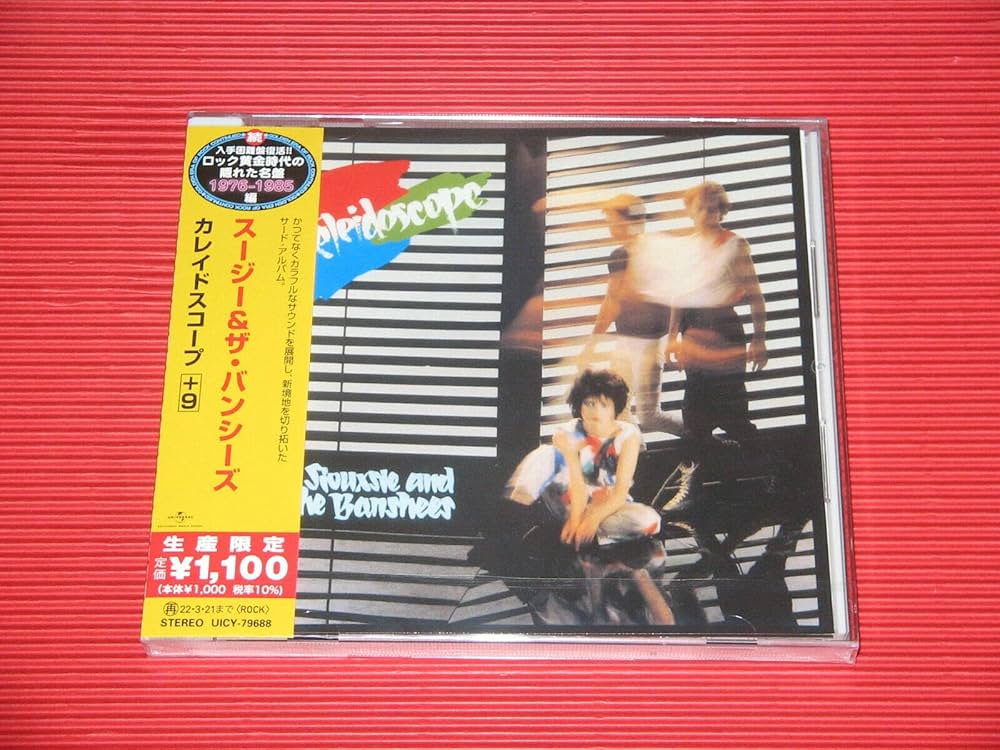 続
入手困難盤復活!!
ロック黄金時代の
隠れた名盤
1976-1985
編
スージー&ザ・バンシーズ
カレイドスコープ +9
かつてなくカラフルなサウンドを展開し、新境地を切り拓いた
サード・アルバム。
UNIVERSAL
生産限定
定価 ¥1,100
(本体¥1,000 税率10%)
再 22・3・21まで〈ROCK〉
STEREO UICY-79688
eleidoscope
Siouxsie and
he Banshees